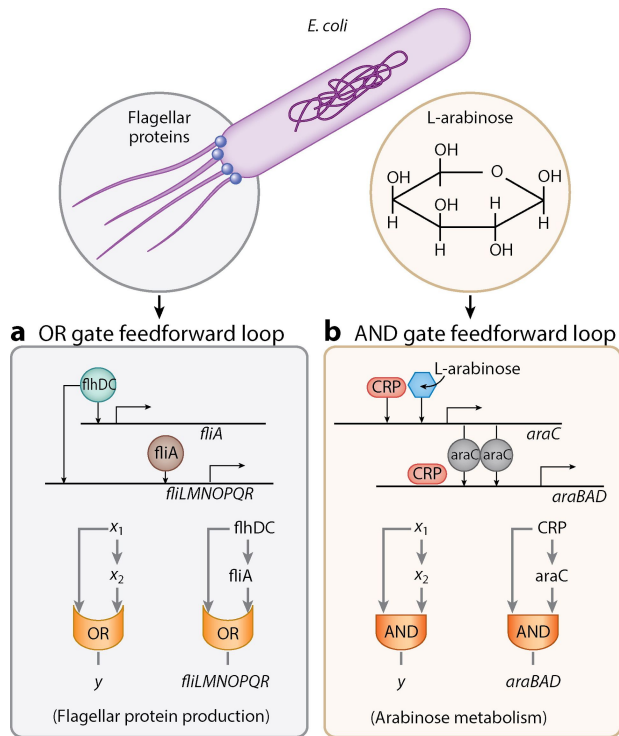 E. coli
Flagellar
proteins
L-arabinose
OH
O
OH
OH
OH
H
H
H
H
OH
a OR gate feedforward loop
flhDC
fliA
fliA
fliLMNOPQR
x1
x2
OR
y
flhDC
fliA
OR
fliLMNOPQR
(Flagellar protein production)
b AND gate feedforward loop
CRP
L-arabinose
araC
araC
araC
CRP
araBAD
x1
x2
AND
y
CRP
araC
AND
araBAD
(Arabinose metabolism)